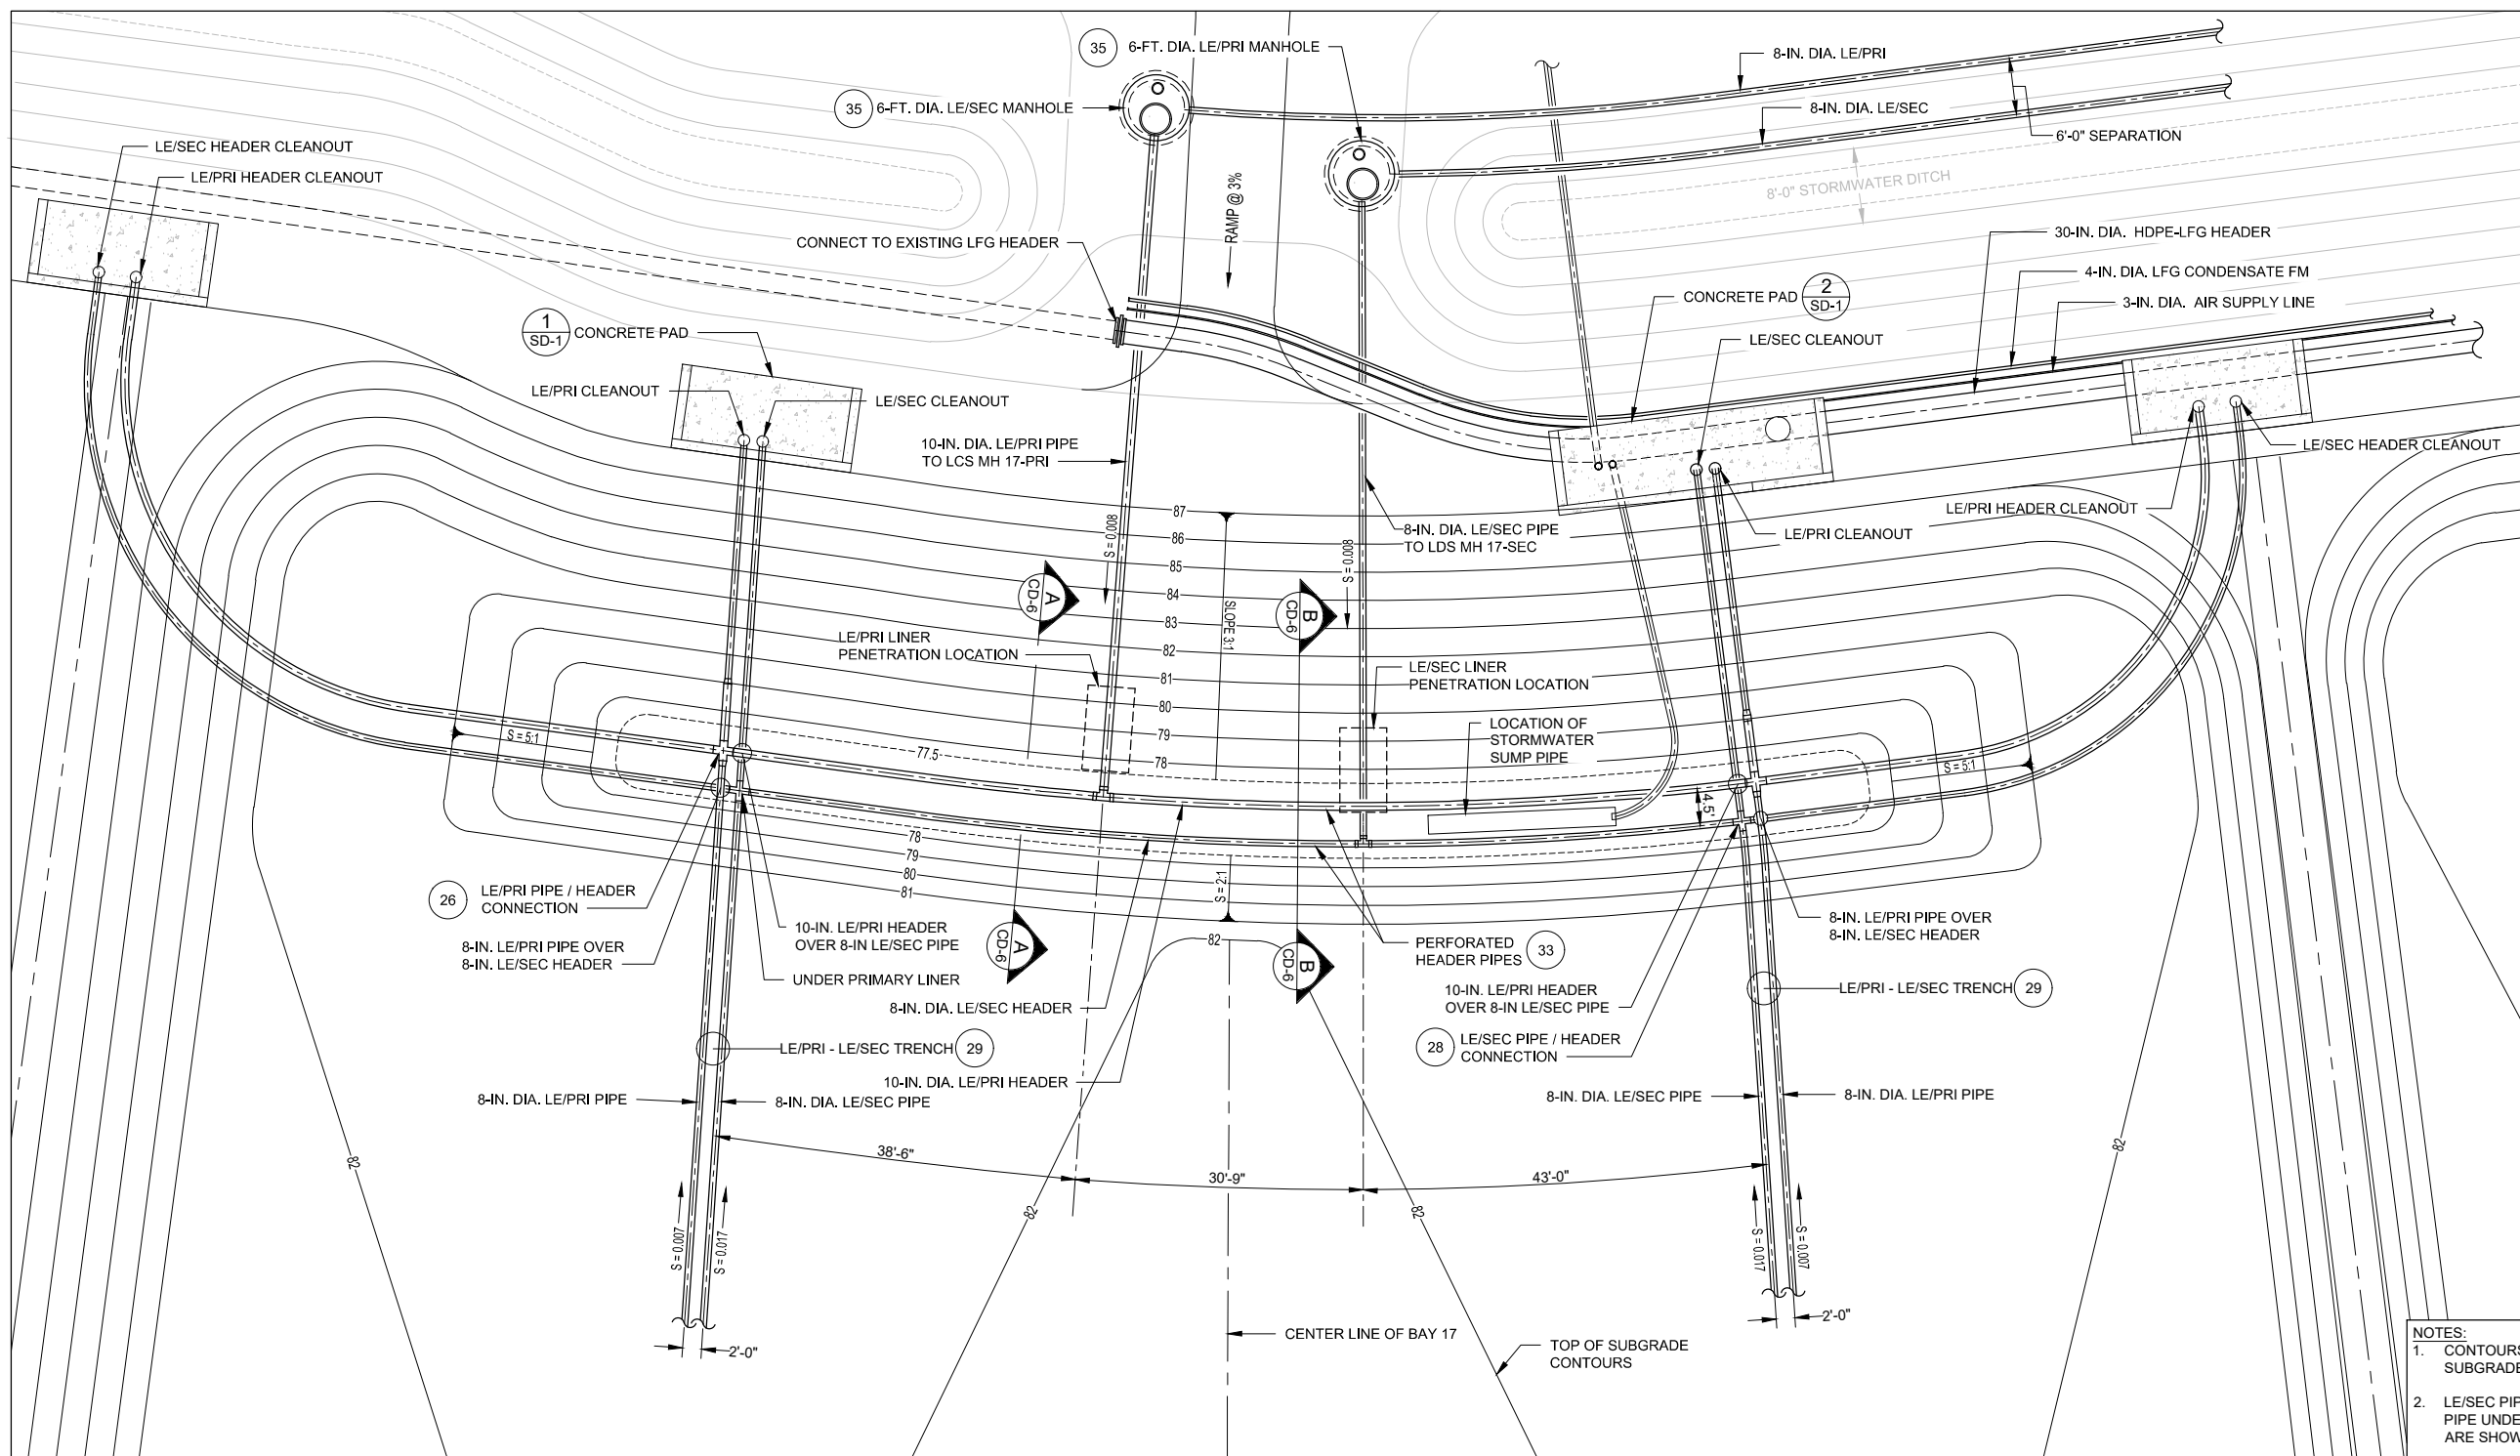 35
6-FT. DIA. LE/PRI MANHOLE
8-IN. DIA. LE/PRI
35
6-FT. DIA. LE/SEC MANHOLE
8-IN. DIA. LE/SEC
6'-0" SEPARATION
LE/SEC HEADER CLEANOUT
LE/PRI HEADER CLEANOUT
8'-0" STORMWATER DITCH
RAMP @ 3%
CONNECT TO EXISTING LFG HEADER
30-IN. DIA. HDPE-LFG HEADER
4-IN. DIA. LFG CONDENSATE FM
3-IN. DIA. AIR SUPPLY LINE
CONCRETE PAD
2
SD-1
1
SD-1
CONCRETE PAD
LE/SEC CLEANOUT
LE/PRI CLEANOUT
LE/SEC CLEANOUT
10-IN. DIA. LE/PRI PIPE
TO LCS MH 17-PRI
LE/SEC HEADER CLEANOUT
LE/PRI HEADER CLEANOUT
LE/PRI CLEANOUT
8-IN. DIA. LE/SEC PIPE
TO LDS MH 17-SEC
87
86
85
84
83
82
81
80
79
78
77.5
S = 0.008
S = 0.008
SLOPE 3:1
A
CD-6
B
CD-6
LE/PRI LINER
PENETRATION LOCATION
LE/SEC LINER
PENETRATION LOCATION
LOCATION OF
STORMWATER
SUMP PIPE
S = 5:1
S = 5:1
4.5'
78
79
80
81
82
S = 2:1
26
LE/PRI PIPE / HEADER
CONNECTION
8-IN. LE/PRI PIPE OVER
8-IN. LE/SEC HEADER
10-IN. LE/PRI HEADER
OVER 8-IN LE/SEC PIPE
UNDER PRIMARY LINER
A
CD-6
B
CD-6
PERFORATED
HEADER PIPES
33
8-IN. LE/PRI PIPE OVER
8-IN. LE/SEC HEADER
10-IN. LE/PRI HEADER
OVER 8-IN LE/SEC PIPE
LE/PRI - LE/SEC TRENCH
29
8-IN. DIA. LE/SEC HEADER
LE/PRI - LE/SEC TRENCH
29
28
LE/SEC PIPE / HEADER
CONNECTION
10-IN. DIA. LE/PRI HEADER
8-IN. DIA. LE/PRI PIPE
8-IN. DIA. LE/SEC PIPE
8-IN. DIA. LE/SEC PIPE
8-IN. DIA. LE/PRI PIPE
38'-6"
30'-9"
43'-0"
82
82
82
82
S = 0.007
S = 0.017
S = 0.017
S = 0.007
2'-0"
2'-0"
CENTER LINE OF BAY 17
TOP OF SUBGRADE
CONTOURS
NOTES:
1. CONTOURS
SUBGRADE
2. LE/SEC PIP
PIPE UNDE
ARE SHOW